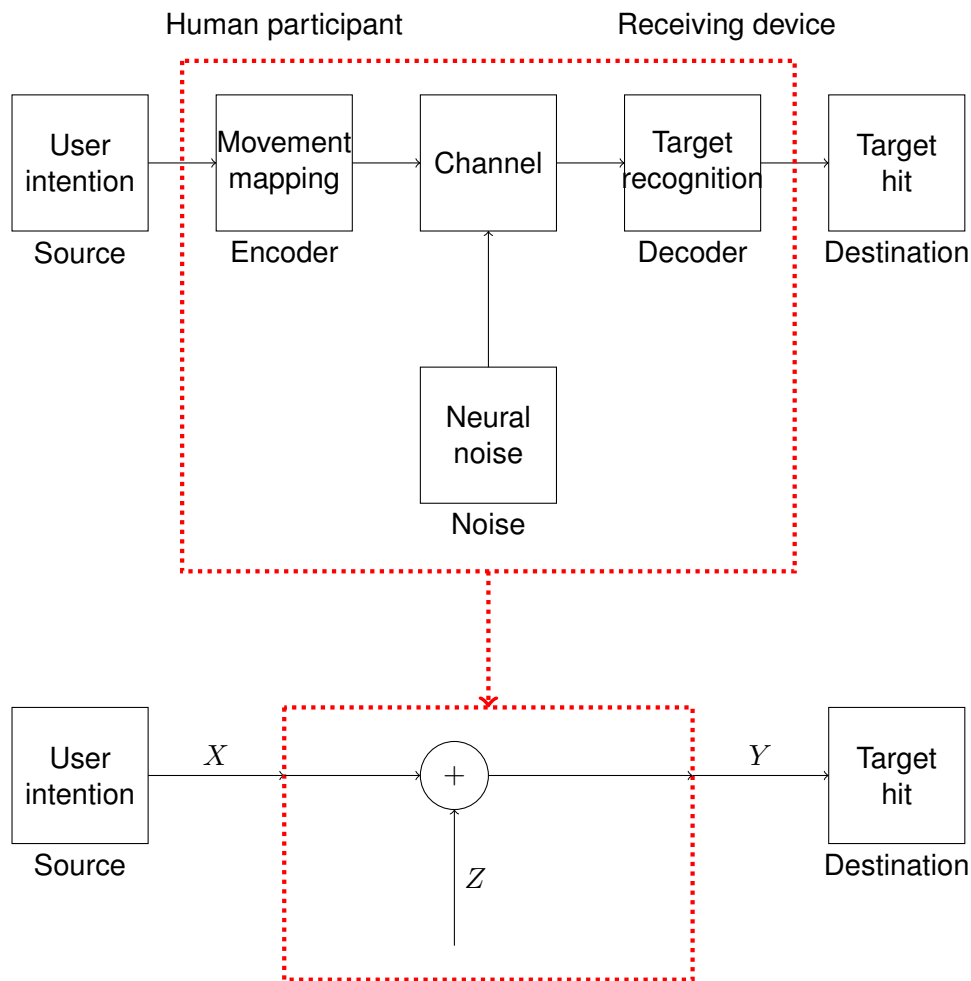 Human participant
Receiving device
User
intention
Source
Movement
mapping
Encoder
Channel
Target
recognition
Decoder
Target
hit
Destination
Neural
noise
Noise
User
intention
Source
X
+
Z
Y
Target
hit
Destination